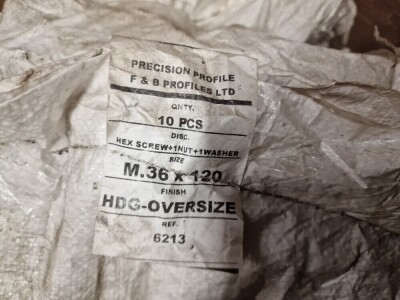 PRECISION PROFILE
F & B PROFILES LTD
QNTY.
10 PCS
DISC.
HEX SCREW+1NUT+1WASHER
SIZE
M.36 x 120
FINISH
HDG-OVERSIZE
REF.
6213